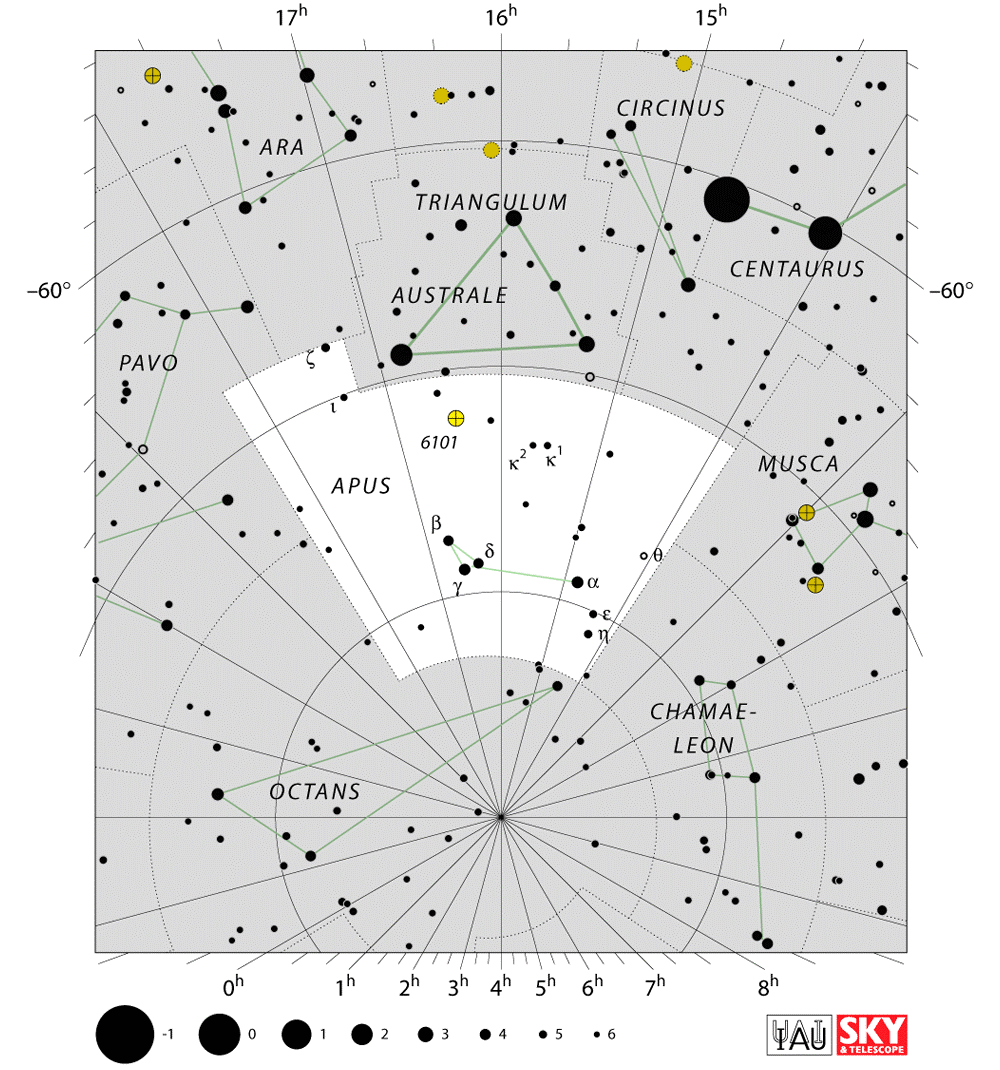 17h 16h 15h
CIRCINUS
ARA
TRIANGULUM
CENTAURUS
–60° –60°
AUSTRALE
PAVO
ζ
ι
6101
κ2 κ1
MUSCA
APUS
β
δ
θ
γ
α
ε
η
CHAMAE-
LEON
OCTANS
0h 1h 2h 3h 4h 5h 6h 7h 8h
-1 0 1 2 3 4 5 6
IAU
SKY
& TELESCOPE